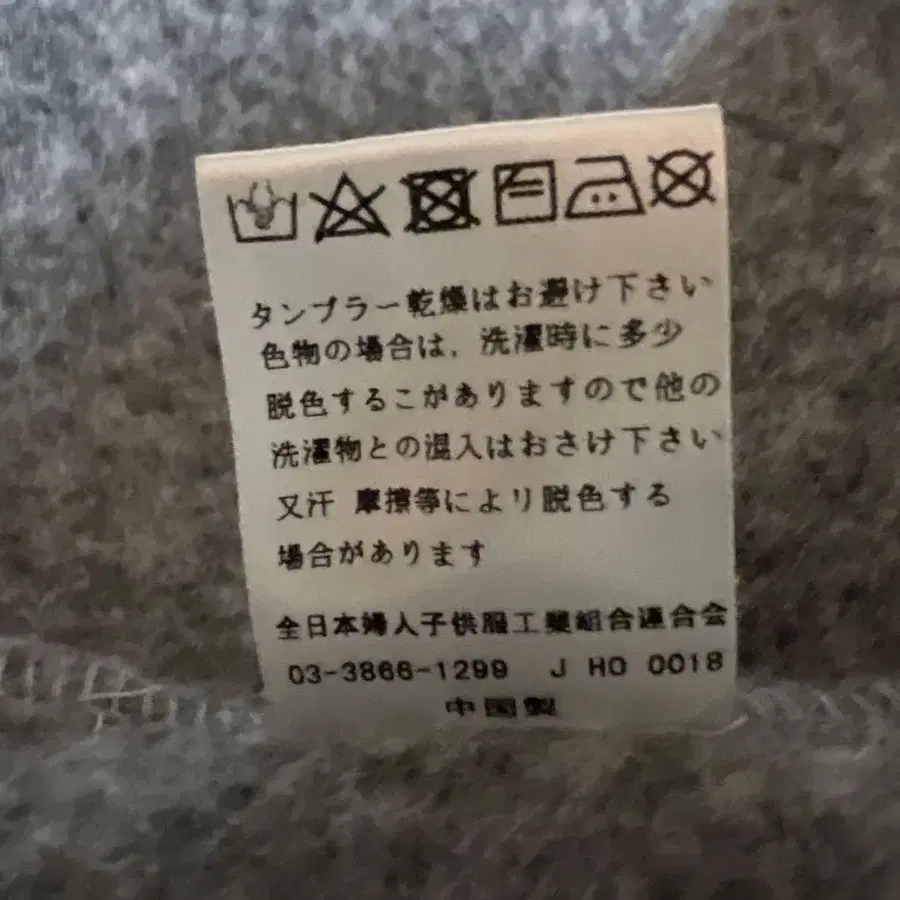 タンブラー乾燥はお避け下さい
色物の場合は、洗濯時に多少
脱色するこがありますので他の
洗濯物との混入はおさけ下さい
又汗 摩擦等により脱色する
場合があります
全日本婦人子供服工業組合連合会
03-3866-1299 J HO 0018
中国製